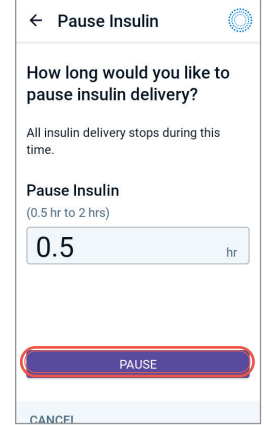 Pause Insulin
How long would you like to
pause insulin delivery?
All insulin delivery stops during this
time.
Pause Insulin
(0.5 hr to 2 hrs)
0.5 hr
PAUSE
CANCEL